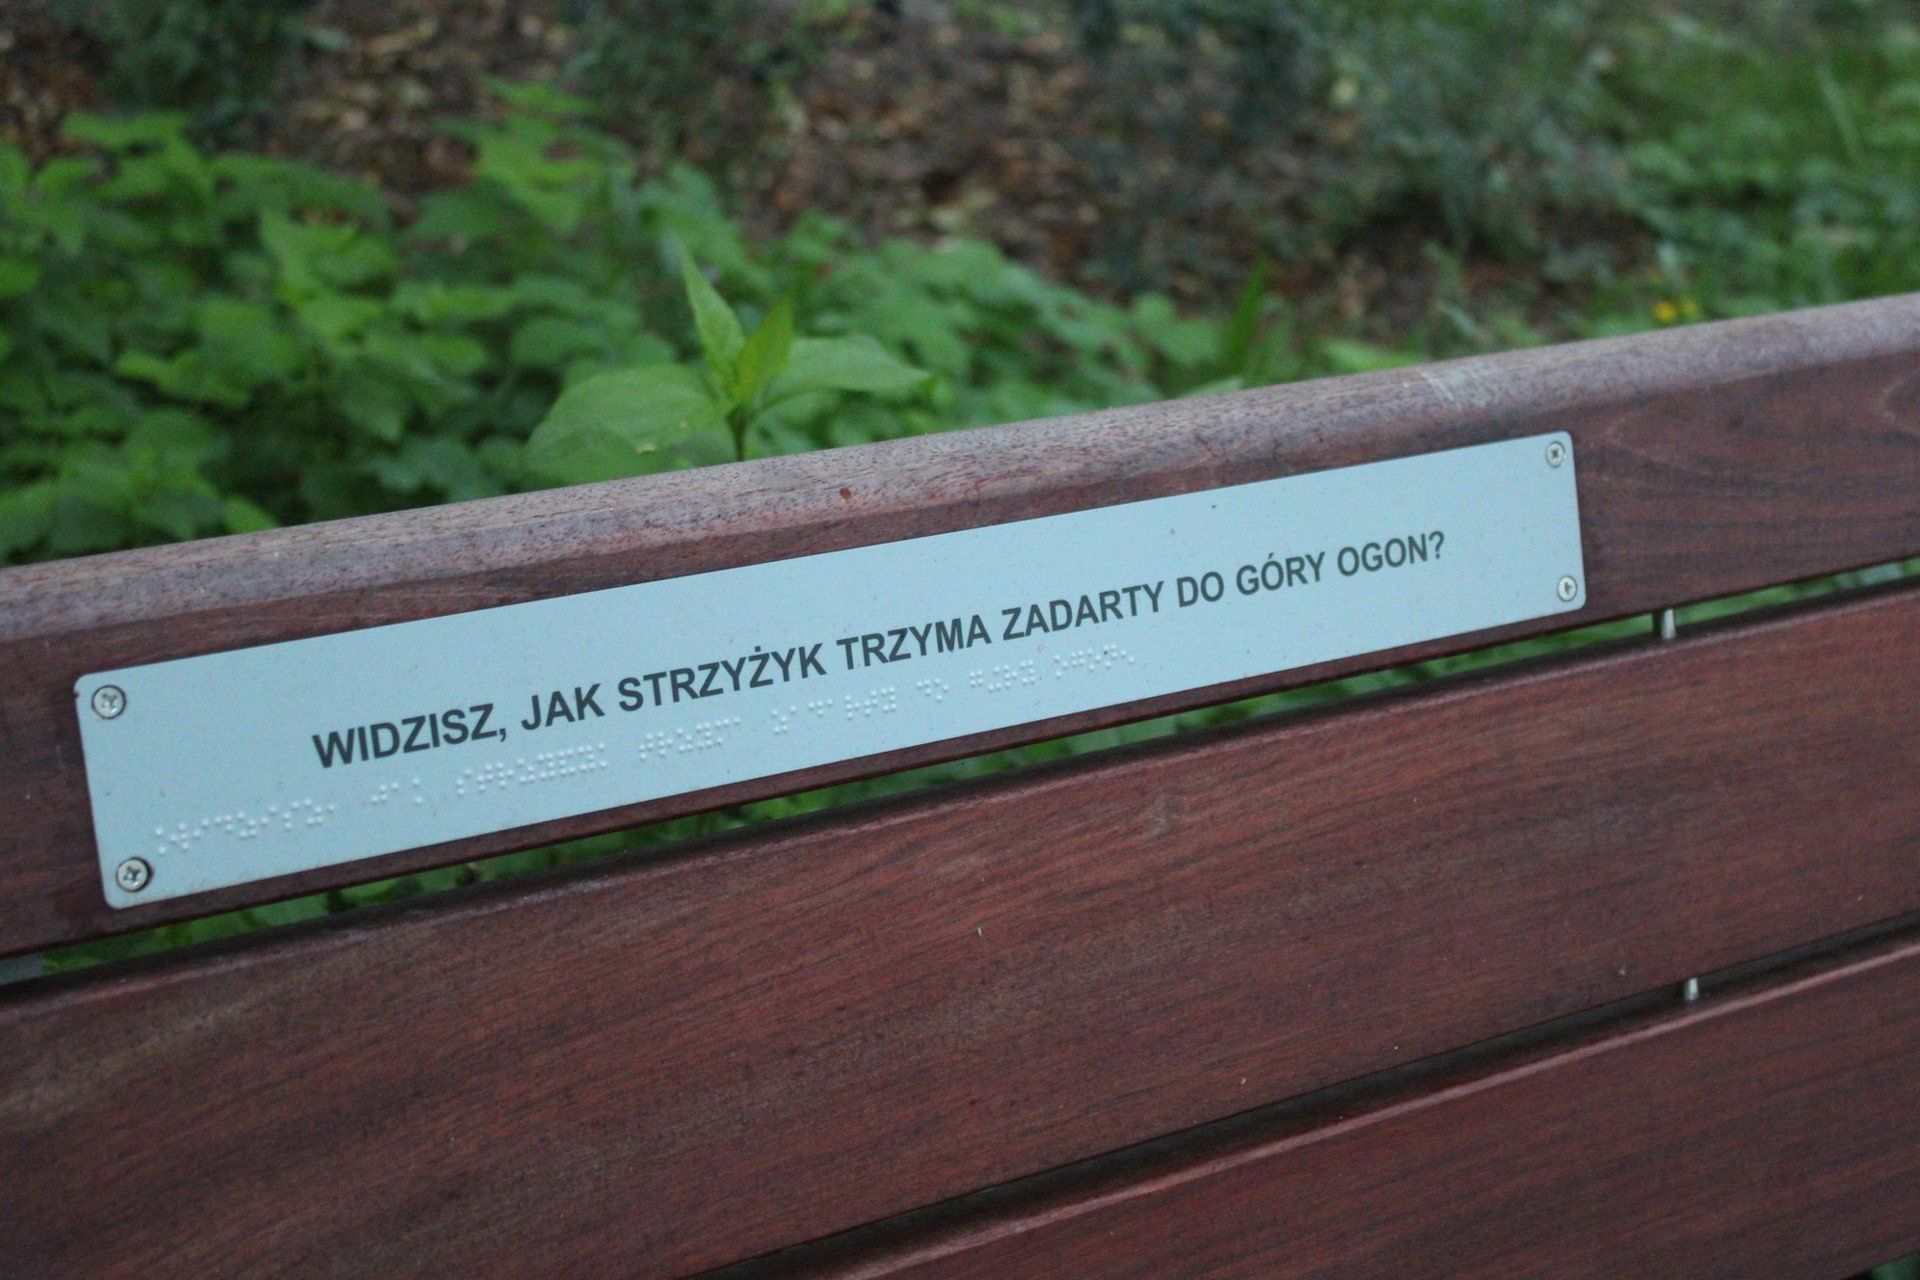 WIDZISZ, JAK STRZYŻYK TRZYMA ZADARTY DO GÓRY OGON?